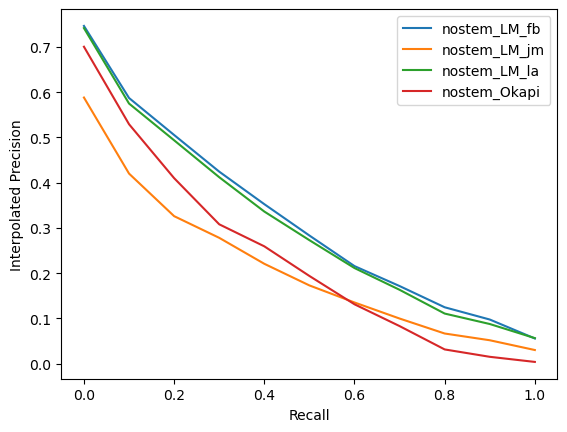 nostem_LM_fb
nostem_LM_jm
nostem_LM_la
nostem_Okapi
Interpolated Precision
0.7
0.6
0.5
0.4
0.3
0.2
0.1
0.0
0.0 0.2 0.4 0.6 0.8 1.0
Recall